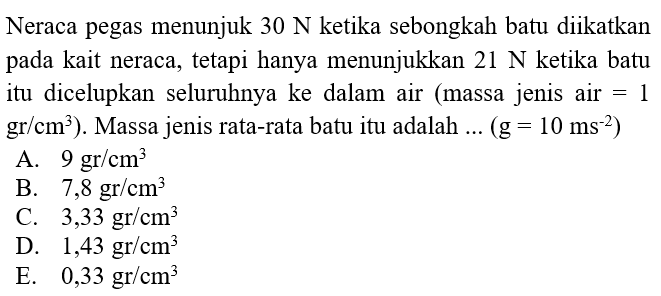 Neraca pegas menunjuk 30 N ketika sebongkah batu diikatkan
pada kait neraca, tetapi hanya menunjukkan 21 N ketika batu
itu dicelupkan seluruhnya ke dalam air (massa jenis air = 1
gr/cm³). Massa jenis rata-rata batu itu adalah ... (g = 10 ms⁻²)
A. 9 gr/cm³
B. 7,8 gr/cm³
C. 3,33 gr/cm³
D. 1,43 gr/cm³
E. 0,33 gr/cm³